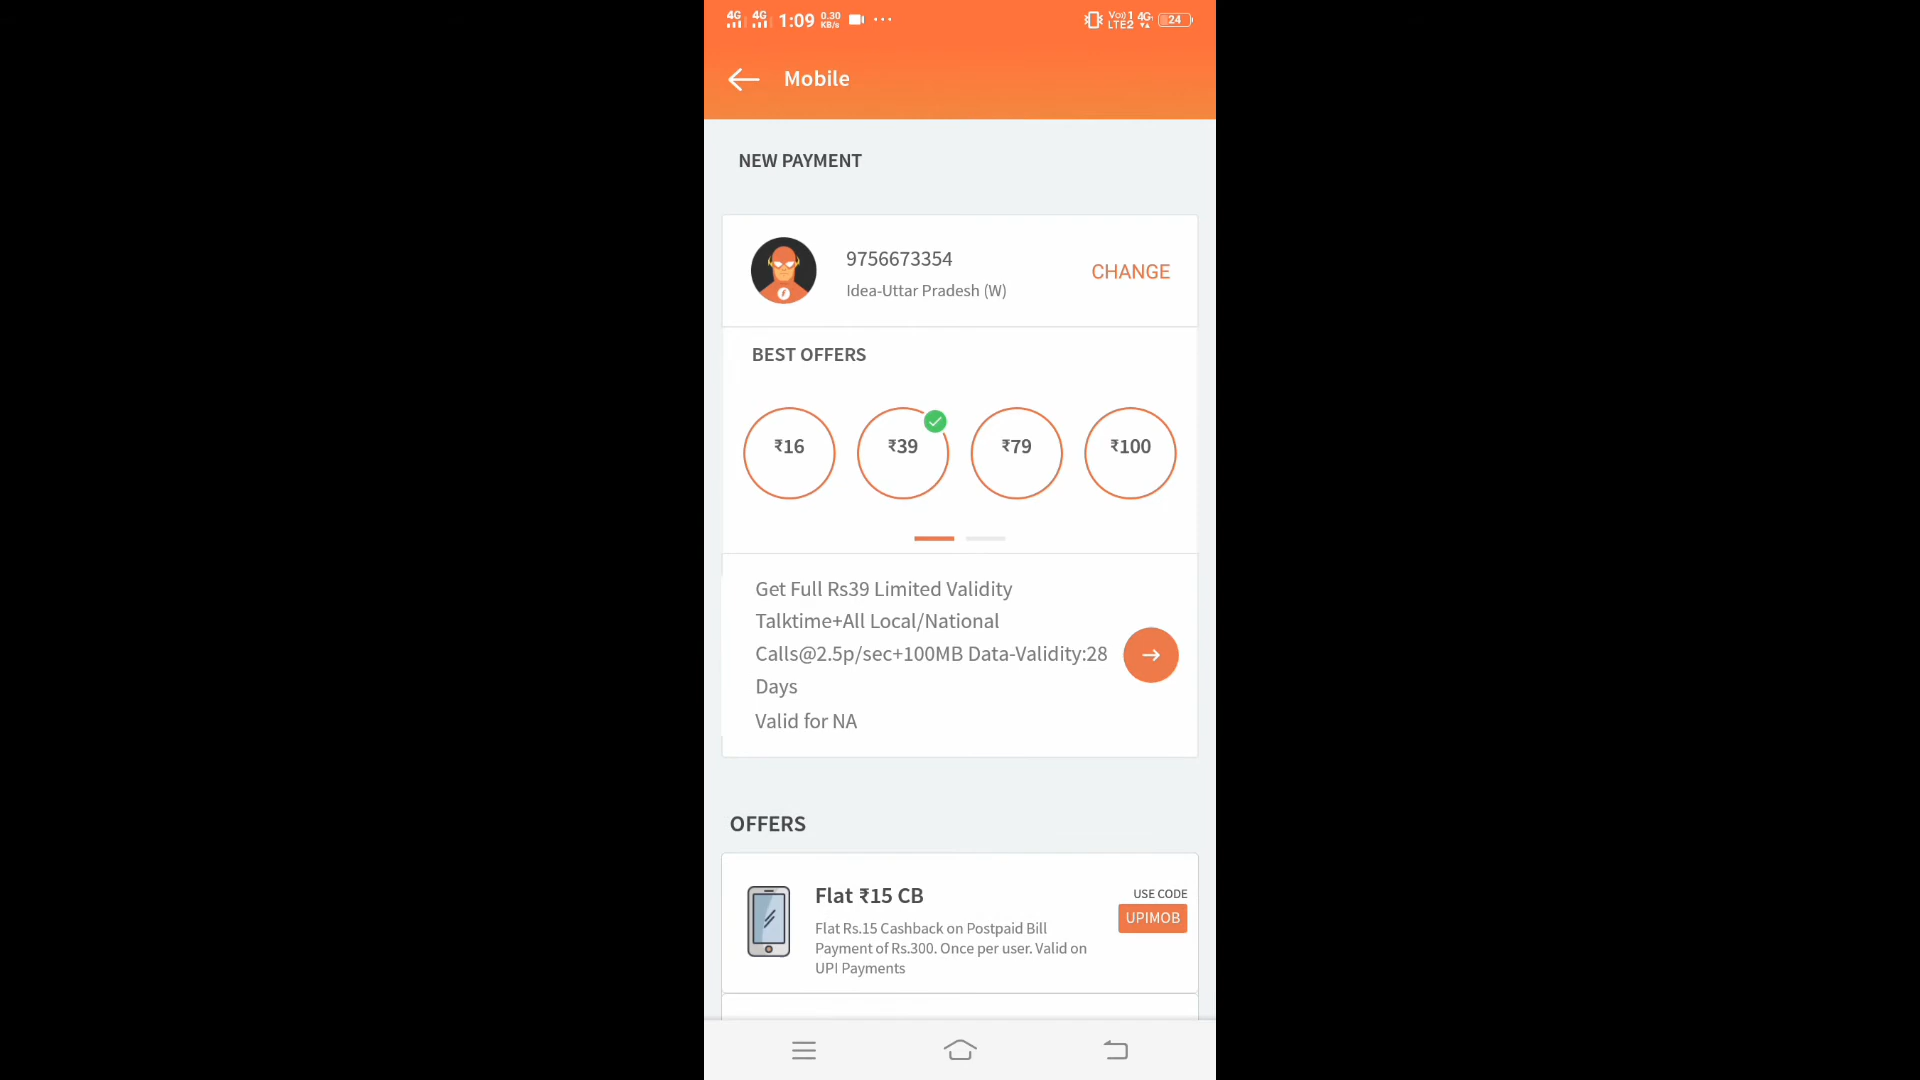 4G 4G 1:09 0.30 KB/s ... Vo) 1 LTE2 4G 24
Mobile
NEW PAYMENT
9756673354
Idea-Uttar Pradesh (W)
CHANGE
BEST OFFERS
₹16 ₹39 ₹79 ₹100
Get Full Rs39 Limited Validity
Talktime+All Local/National
Calls@2.5p/sec+100MB Data-Validity:28
Days
Valid for NA
OFFERS
Flat ₹15 CB
Flat Rs.15 Cashback on Postpaid Bill
Payment of Rs.300. Once per user. Valid on
UPI Payments
USE CODE
UPIMOB